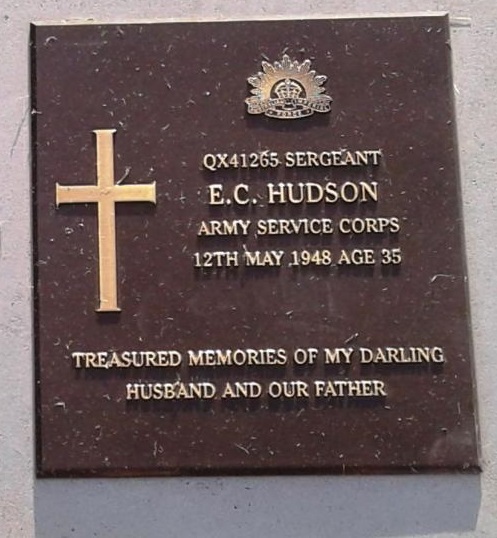 QX41265 SERGEANT
E.C. HUDSON
ARMY SERVICE CORPS
12TH MAY 1948 AGE 35
TREASURED MEMORIES OF MY DARLING
HUSBAND AND OUR FATHER